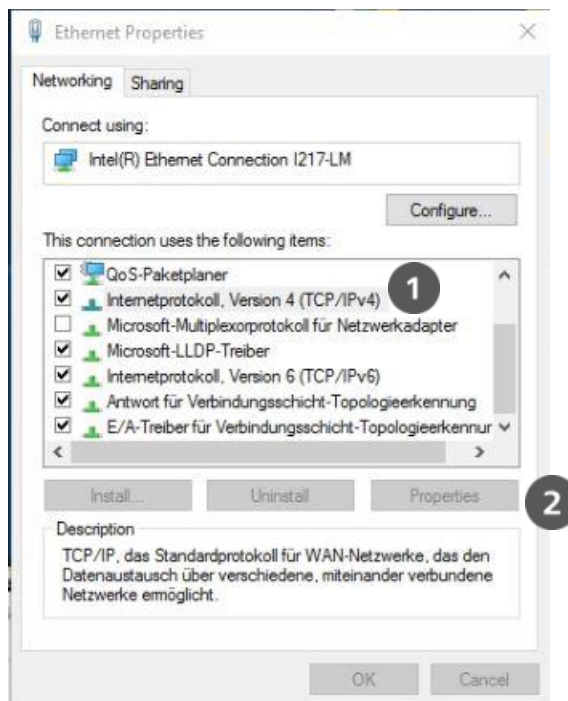 Ethernet Properties
Networking
Sharing
Connect using:
Intel(R) Ethernet Connection I217-LM
Configure...
This connection uses the following items:
QoS-Paketplaner
Internetprotokoll, Version 4 (TCP/IPv4)
1
Microsoft-Multiplexorprotokoll für Netzwerkadapter
Microsoft-LLDP-Treiber
Internetprotokoll, Version 6 (TCP/IPv6)
Antwort für Verbindungsschicht-Topologieerkennung
E/A-Treiber für Verbindungsschicht-Topologieerkennur
Install...
Uninstall
Properties
2
Description
TCP/IP, das Standardprotokoll für WAN-Netzwerke, das den
Datenaustausch über verschiedene, miteinander verbundene
Netzwerke ermöglicht.
OK
Cancel